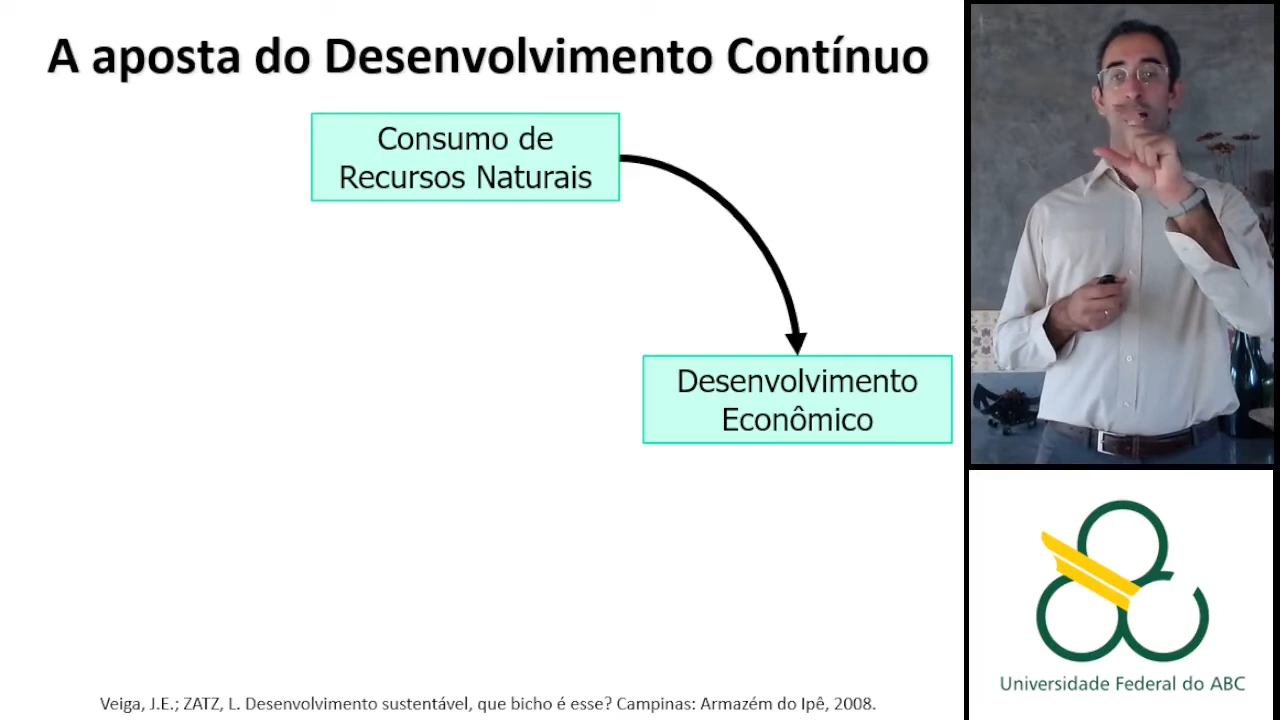 A aposta do Desenvolvimento Contínuo
Consumo de
Recursos Naturais
Desenvolvimento
Econômico
Veiga, J.E.; ZATZ, L. Desenvolvimento sustentável, que bicho é esse? Campinas: Armazém do Ipê, 2008.
Universidade Federal do ABC